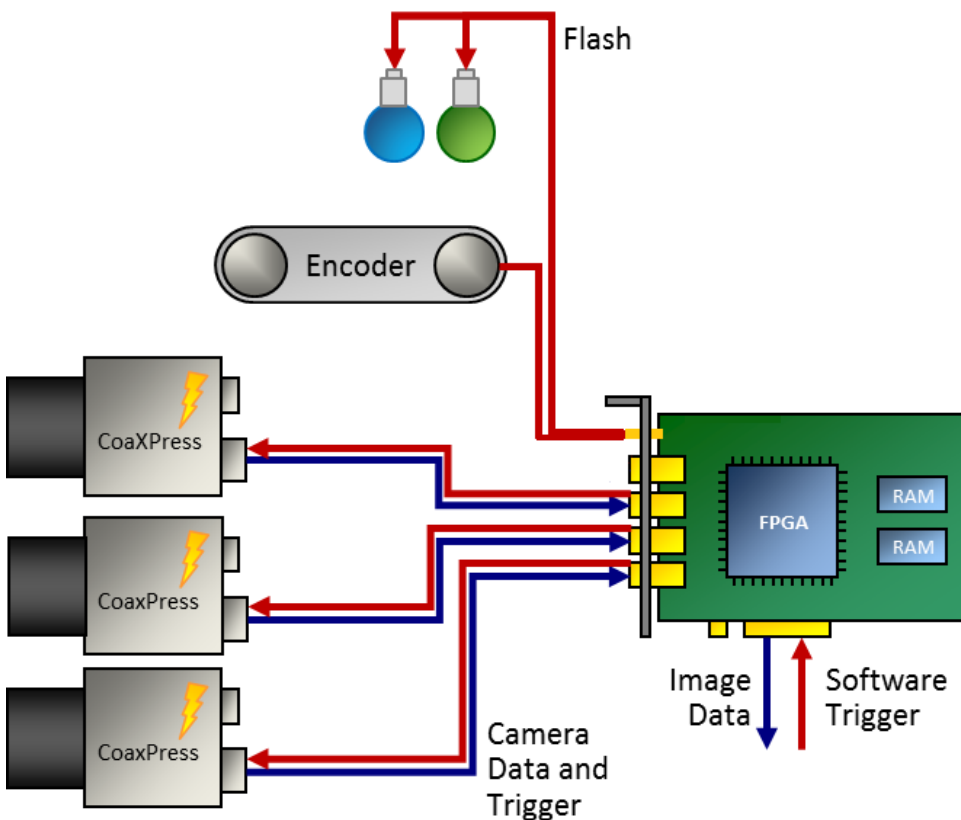 Flash
Encoder
CoaXPress
CoaxPress
CoaxPress
FPGA
RAM
RAM
Image
Data
Software
Trigger
Camera
Data and
Trigger